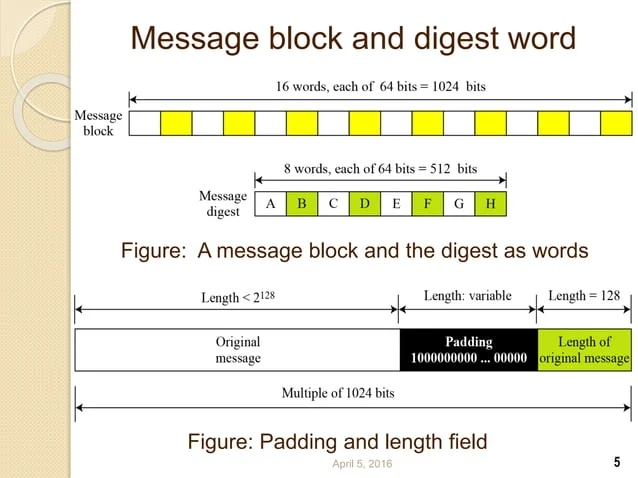 Message block and digest word
16 words, each of 64 bits = 1024 bits
Message
block
8 words, each of 64 bits = 512 bits
Message
digest
A B C D E F G H
Figure: A message block and the digest as words
Length < 2¹²⁸ Length: variable Length = 128
Original
message
Padding
1000000000 ... 00000
Length of
original message
Multiple of 1024 bits
Figure: Padding and length field
April 5, 2016
5